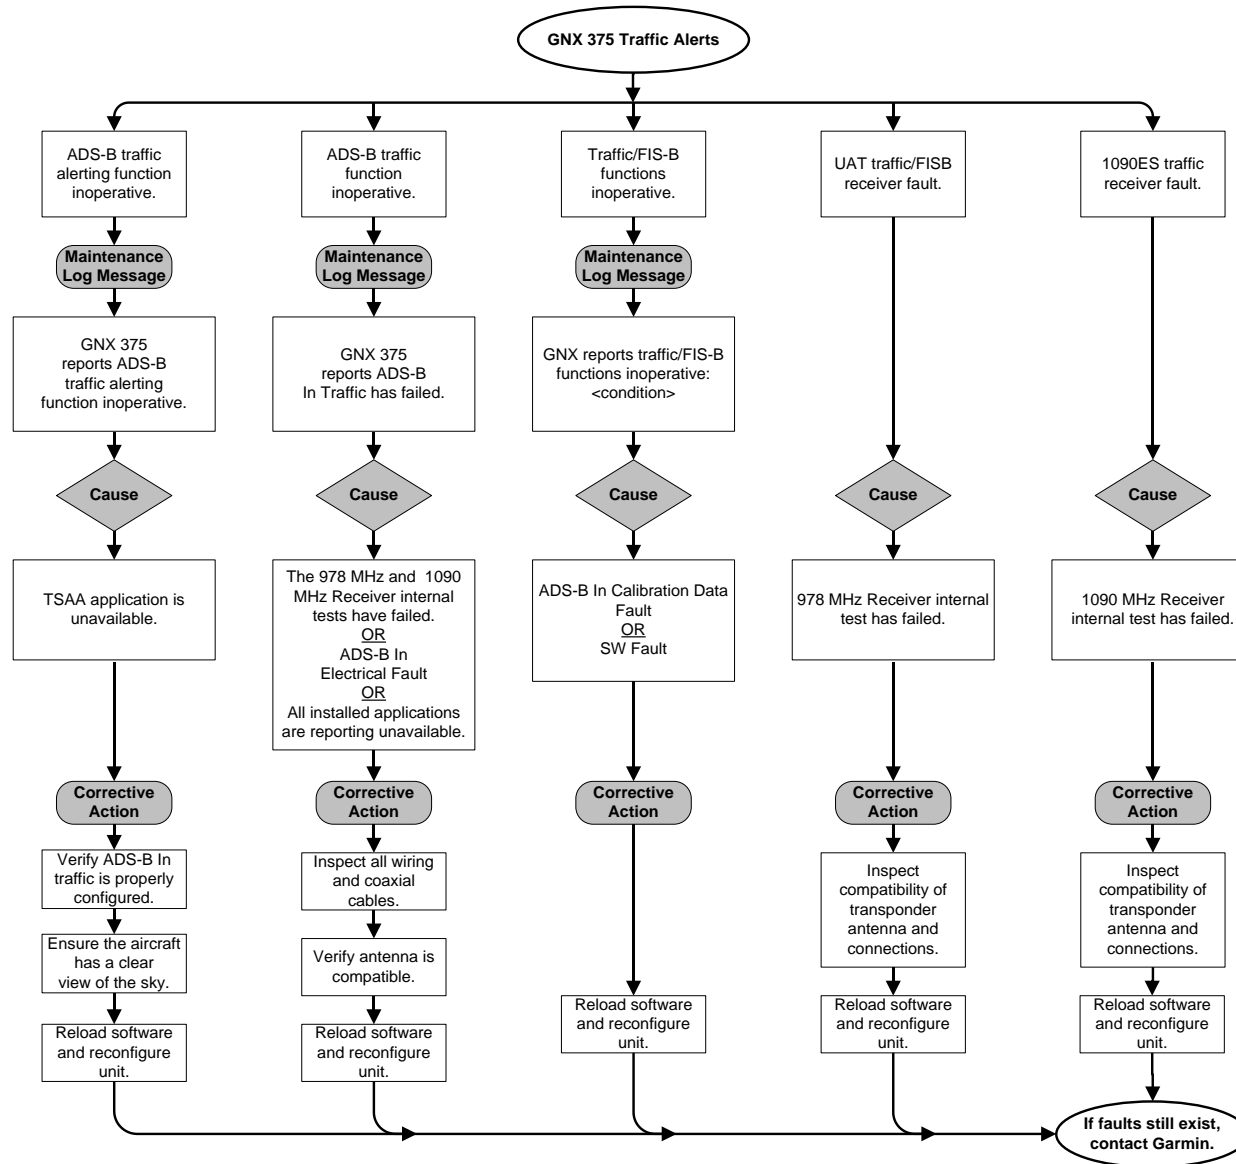 GNX 375 Traffic Alerts
ADS-B traffic
alerting function
inoperative.
ADS-B traffic
function
inoperative.
Traffic/FIS-B
functions
inoperative.
UAT traffic/FISB
receiver fault.
1090ES traffic
receiver fault.
Maintenance
Log Message
Maintenance
Log Message
Maintenance
Log Message
GNX 375
reports ADS-B
traffic alerting
function inoperative.
GNX 375
reports ADS-B
In Traffic has failed.
GNX reports traffic/FIS-B
functions inoperative:
<condition>
Cause
Cause
Cause
Cause
Cause
TSAA application is
unavailable.
The 978 MHz and 1090
MHz Receiver internal
tests have failed.
OR
ADS-B In
Electrical Fault
OR
All installed applications
are reporting unavailable.
ADS-B In Calibration Data
Fault
OR
SW Fault
978 MHz Receiver internal
test has failed.
1090 MHz Receiver
internal test has failed.
Corrective
Action
Corrective
Action
Corrective
Action
Corrective
Action
Corrective
Action
Verify ADS-B In
traffic is properly
configured.
Inspect all wiring
and coaxial
cables.
Inspect
compatibility of
transponder
antenna and
connections.
Inspect
compatibility of
transponder
antenna and
connections.
Ensure the aircraft
has a clear
view of the sky.
Verify antenna is
compatible.
Reload software
and reconfigure
unit.
Reload software
and reconfigure
unit.
Reload software
and reconfigure
unit.
Reload software
and reconfigure
unit.
Reload software
and reconfigure
unit.
If faults still exist,
contact Garmin.